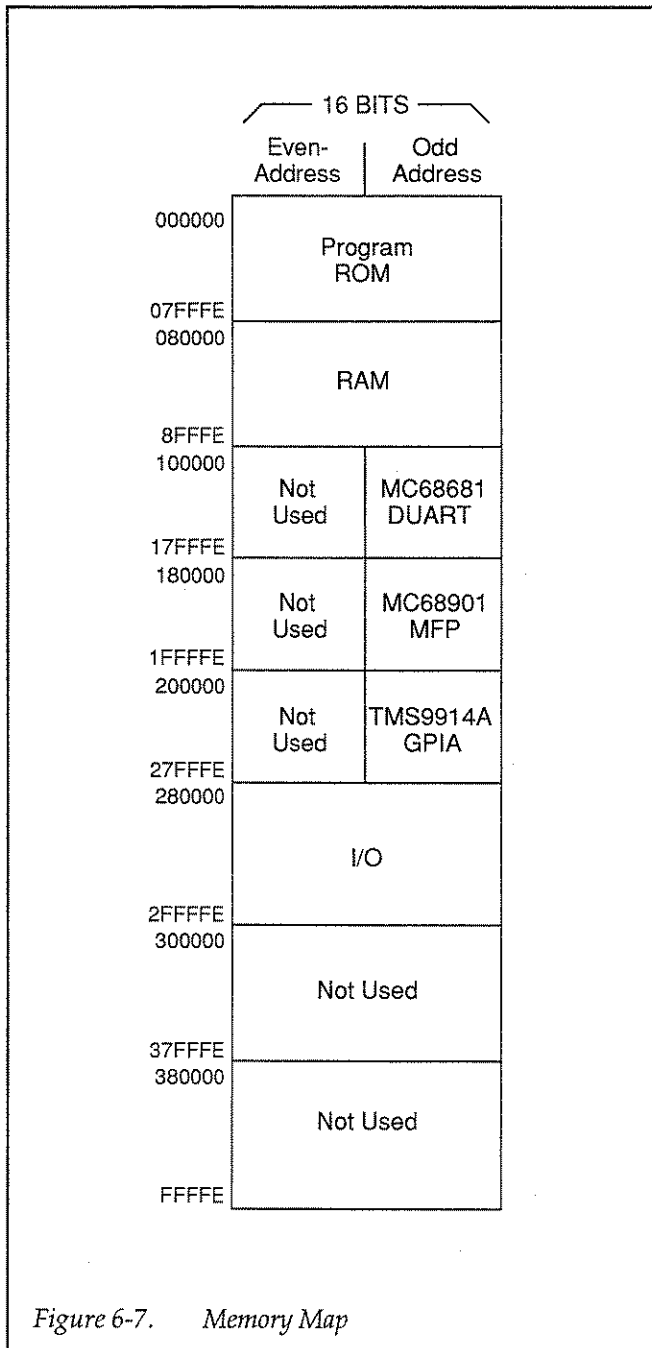 16 BITS
Even-
Address
Odd
Address
000000
Program
ROM
07FFFE
080000
RAM
8FFFE
100000
Not
Used
MC68681
DUART
17FFFE
180000
Not
Used
MC68901
MFP
1FFFFE
200000
Not
Used
TMS9914A
GPIA
27FFFE
280000
I/O
2FFFFE
300000
Not Used
37FFFE
380000
Not Used
FFFFE
Figure 6-7. Memory Map